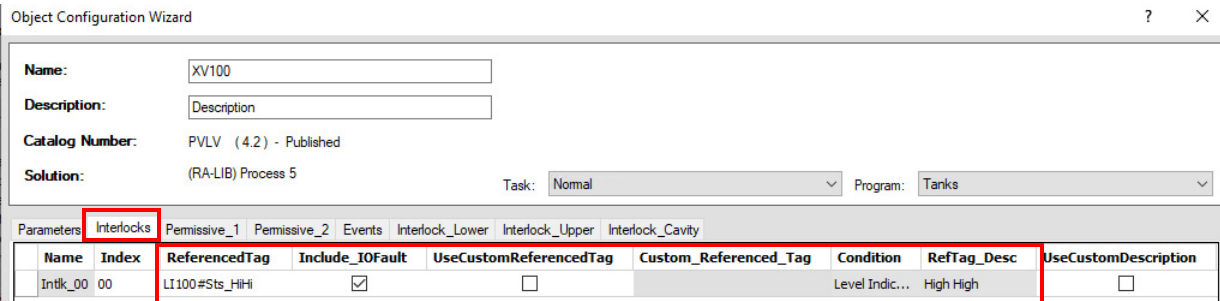 Object Configuration Wizard ? ×
Name: XV100
Description: Description
Catalog Number: PVLV (4.2) - Published
Solution: (RA-LIB) Process 5 Task: Normal Program: Tanks
Parameters Interlocks Permissive_1 Permissive_2 Events Interlock_Lower Interlock_Upper Interlock_Cavity
Name Index ReferencedTag Include_IOFault UseCustomReferencedTag Custom_Referenced_Tag Condition RefTag_Desc UseCustomDescription
Intlk_00 00 LI100#Sts_HiHi Level Indic... High High